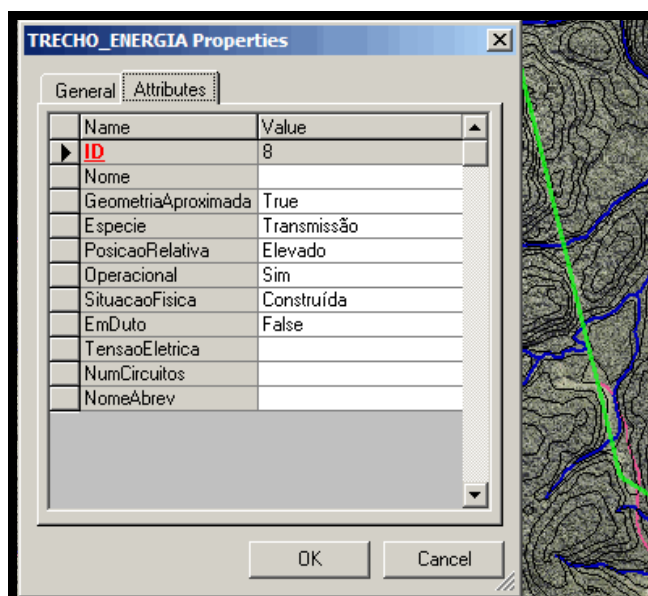 TRECHO_ENERGIA Properties
General Attributes
Name Value
ID 8
Nome
GeometriaAproximada True
Especie Transmissão
PosicaoRelativa Elevado
Operacional Sim
SituacaoFisica Construída
EmDuto False
TensaoEletrica
NumCircuitos
NomeAbrev
OK Cancel